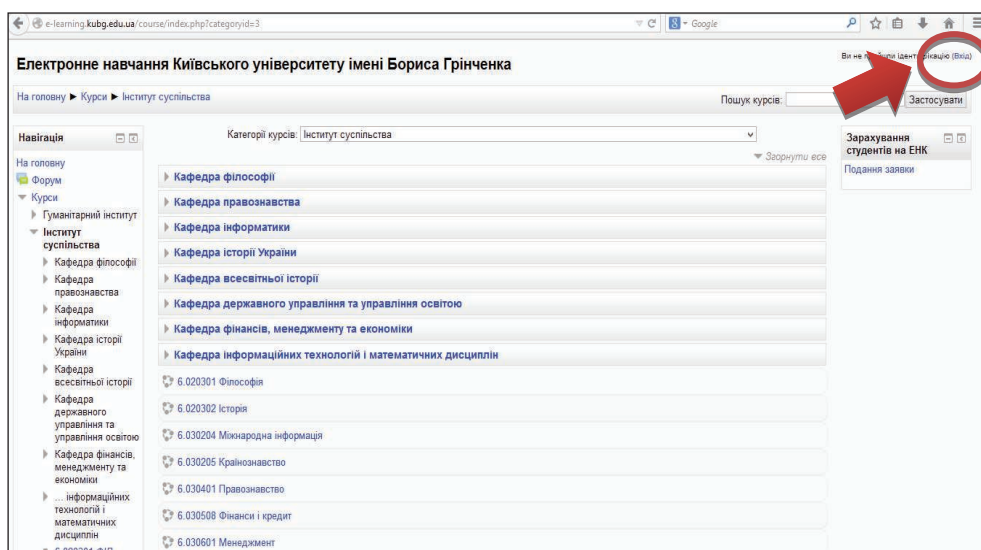 e-learning.kubg.edu.ua/course/index.php?categoryid=3
Google
Електронне навчання Київського університету імені Бориса Грінченка
Ви не пройшли ідентифікацію (Вхід)
На головну ► Курси ► Інститут суспільства
Пошук курсів:
Застосувати
Навігація
На головну
Форум
Курси
Гуманітарний інститут
Інститут
суспільства
Кафедра філософії
Кафедра
правознавства
Кафедра
інформатики
Кафедра історії
України
Кафедра
всесвітньої історії
Кафедра
державного
управління та
управління освітою
Кафедра фінансів,
менеджменту та
економіки
... інформаційних
технологій і
математичних
дисциплін
Категорії курсів: Інститут суспільства
Згорнути все
Кафедра філософії
Кафедра правознавства
Кафедра інформатики
Кафедра історії України
Кафедра всесвітньої історії
Кафедра державного управління та управління освітою
Кафедра фінансів, менеджменту та економіки
Кафедра інформаційних технологій і математичних дисциплін
6.020301 Філософія
6.020302 Історія
6.030204 Міжнародна інформація
6.030205 Країнознавство
6.030401 Правознавство
6.030508 Фінанси і кредит
6.030601 Менеджмент
Зарахування
студентів на ЕНК
Подання заявки